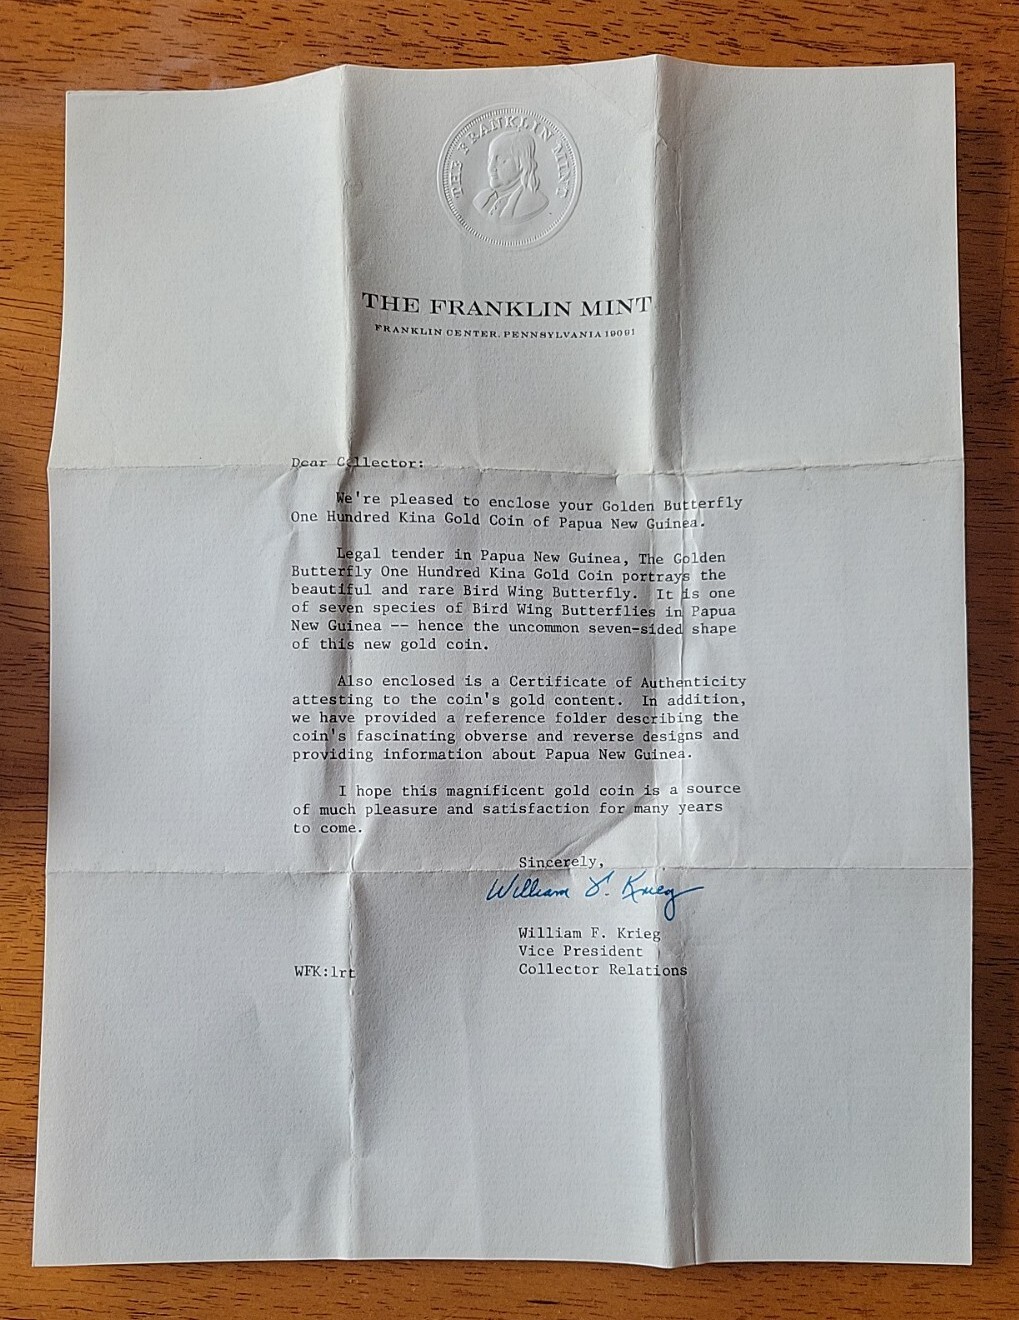 THE FRANKLIN MINT
THE FRANKLIN MINT
FRANKLIN CENTER, PENNSYLVANIA 19091
Dear Collector:
We're pleased to enclose your Golden Butterfly
One Hundred Kina Gold Coin of Papua New Guinea.
Legal tender in Papua New Guinea, The Golden
Butterfly One Hundred Kina Gold Coin portrays the
beautiful and rare Bird Wing Butterfly. It is one
of seven species of Bird Wing Butterflies in Papua
New Guinea -- hence the uncommon seven-sided shape
of this new gold coin.
Also enclosed is a Certificate of Authenticity
attesting to the coin's gold content. In addition,
we have provided a reference folder describing the
coin's fascinating obverse and reverse designs and
providing information about Papua New Guinea.
I hope this magnificent gold coin is a source
of much pleasure and satisfaction for many years
to come.
Sincerely,
William F. Krieg
William F. Krieg
Vice President
WFK:lrt Collector Relations